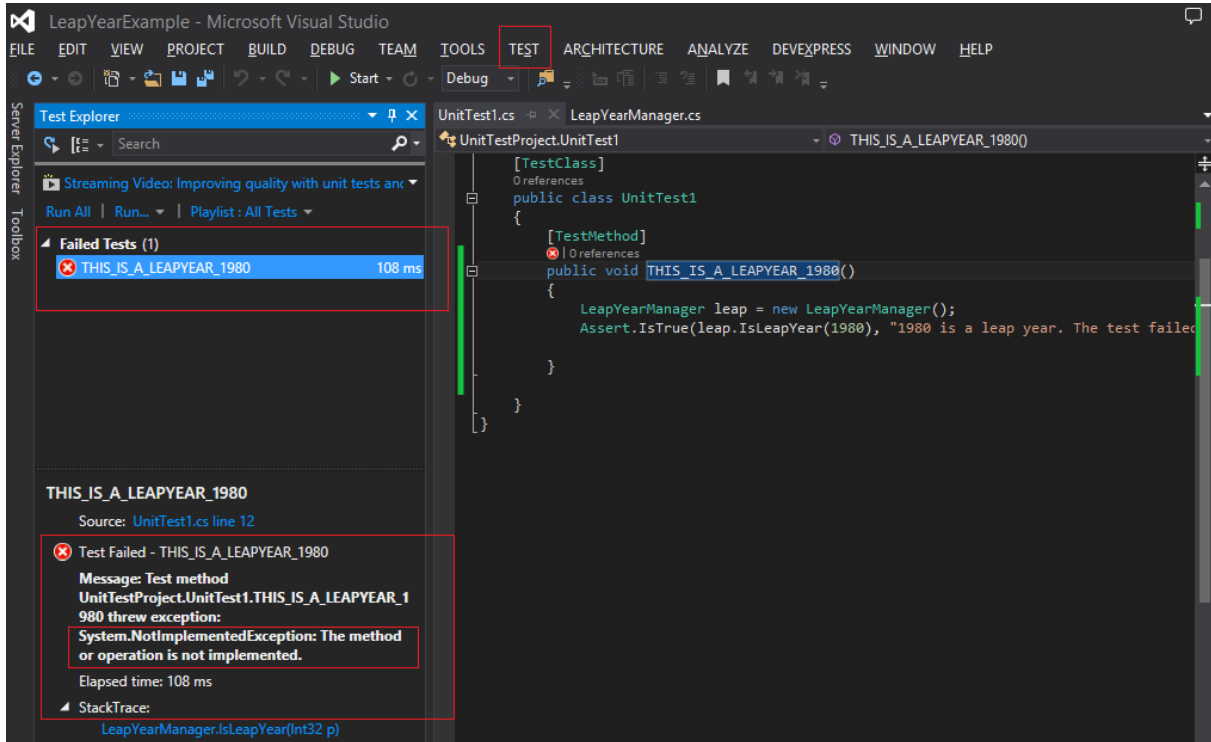 LeapYearExample - Microsoft Visual Studio
FILE EDIT VIEW PROJECT BUILD DEBUG TEAM TOOLS TEST ARCHITECTURE ANALYZE DEVEXPRESS WINDOW HELP
Start Debug
Server Explorer
Toolbox
Test Explorer
Search
Streaming Video: Improving quality with unit tests and
Run All | Run... | Playlist : All Tests
Failed Tests (1)
THIS_IS_A_LEAPYEAR_1980 108 ms
THIS_IS_A_LEAPYEAR_1980
Source: UnitTest1.cs line 12
Test Failed - THIS_IS_A_LEAPYEAR_1980
Message: Test method
UnitTestProject.UnitTest1.THIS_IS_A_LEAPYEAR_1
980 threw exception:
System.NotImplementedException: The method
or operation is not implemented.
Elapsed time: 108 ms
StackTrace:
LeapYearManager.IsLeapYear(Int32 p)
UnitTest1.cs LeapYearManager.cs
UnitTestProject.UnitTest1 THIS_IS_A_LEAPYEAR_1980()
[TestClass]
0 references
public class UnitTest1
{
[TestMethod]
| 0 references
public void THIS_IS_A_LEAPYEAR_1980()
{
LeapYearManager leap = new LeapYearManager();
Assert.IsTrue(leap.IsLeapYear(1980), "1980 is a leap year. The test failed
}
}
}